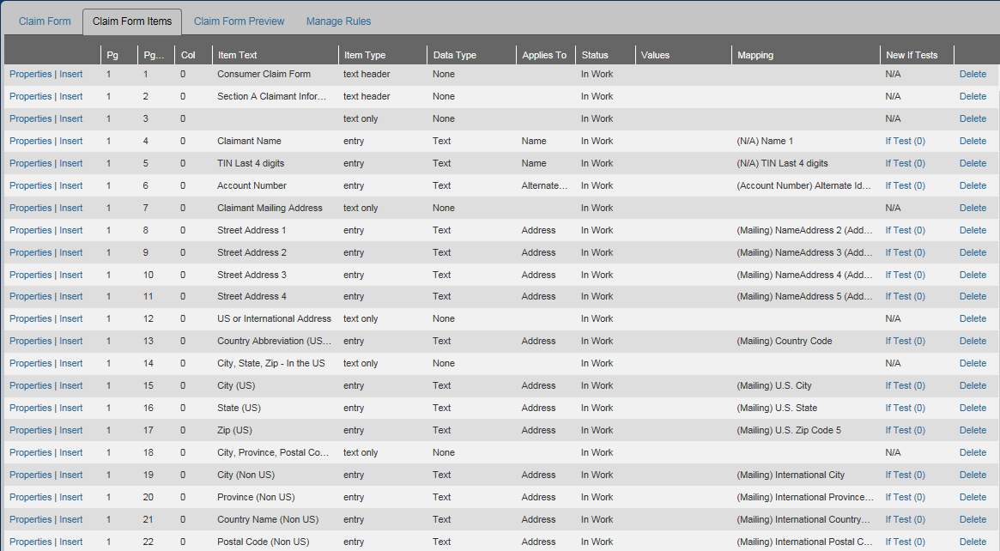 Claim Form Claim Form Items Claim Form Preview Manage Rules
Pg Pg... Col Item Text Item Type Data Type Applies To Status Values Mapping New If Tests
Properties | Insert 1 1 0 Consumer Claim Form text header None In Work N/A Delete
Properties | Insert 1 2 0 Section A Claimant Infor... text header None In Work N/A Delete
Properties | Insert 1 3 0 text only None In Work N/A Delete
Properties | Insert 1 4 0 Claimant Name entry Text Name In Work (N/A) Name 1 If Test (0) Delete
Properties | Insert 1 5 0 TIN Last 4 digits entry Text Name In Work (N/A) TIN Last 4 digits If Test (0) Delete
Properties | Insert 1 6 0 Account Number entry Text Alternate... In Work (Account Number) Alternate Id... If Test (0) Delete
Properties | Insert 1 7 0 Claimant Mailing Address text only None In Work N/A Delete
Properties | Insert 1 8 0 Street Address 1 entry Text Address In Work (Mailing) NameAddress 2 (Add... If Test (0) Delete
Properties | Insert 1 9 0 Street Address 2 entry Text Address In Work (Mailing) NameAddress 3 (Add... If Test (0) Delete
Properties | Insert 1 10 0 Street Address 3 entry Text Address In Work (Mailing) NameAddress 4 (Add... If Test (0) Delete
Properties | Insert 1 11 0 Street Address 4 entry Text Address In Work (Mailing) NameAddress 5 (Add... If Test (0) Delete
Properties | Insert 1 12 0 US or International Address text only None In Work N/A Delete
Properties | Insert 1 13 0 Country Abbreviation (US... entry Text Address In Work (Mailing) Country Code If Test (0) Delete
Properties | Insert 1 14 0 City, State, Zip - In the US text only None In Work N/A Delete
Properties | Insert 1 15 0 City (US) entry Text Address In Work (Mailing) U.S. City If Test (0) Delete
Properties | Insert 1 16 0 State (US) entry Text Address In Work (Mailing) U.S. State If Test (0) Delete
Properties | Insert 1 17 0 Zip (US) entry Text Address In Work (Mailing) U.S. Zip Code 5 If Test (0) Delete
Properties | Insert 1 18 0 City, Province, Postal Co... text only None In Work N/A Delete
Properties | Insert 1 19 0 City (Non US) entry Text Address In Work (Mailing) International City If Test (0) Delete
Properties | Insert 1 20 0 Province (Non US) entry Text Address In Work (Mailing) International Province... If Test (0) Delete
Properties | Insert 1 21 0 Country Name (Non US) entry Text Address In Work (Mailing) International Country... If Test (0) Delete
Properties | Insert 1 22 0 Postal Code (Non US) entry Text Address In Work (Mailing) International Postal C... If Test (0) Delete